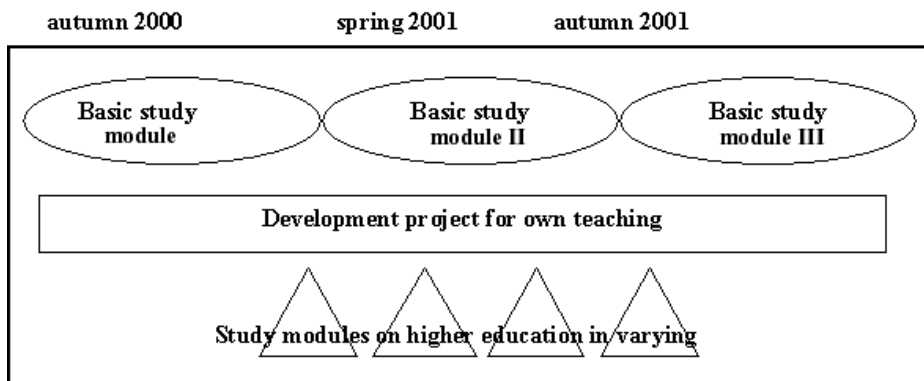 autumn 2000 spring 2001 autumn 2001
Basic study Basic study Basic study
module module II module III
Development project for own teaching
Study modules on higher education in varying